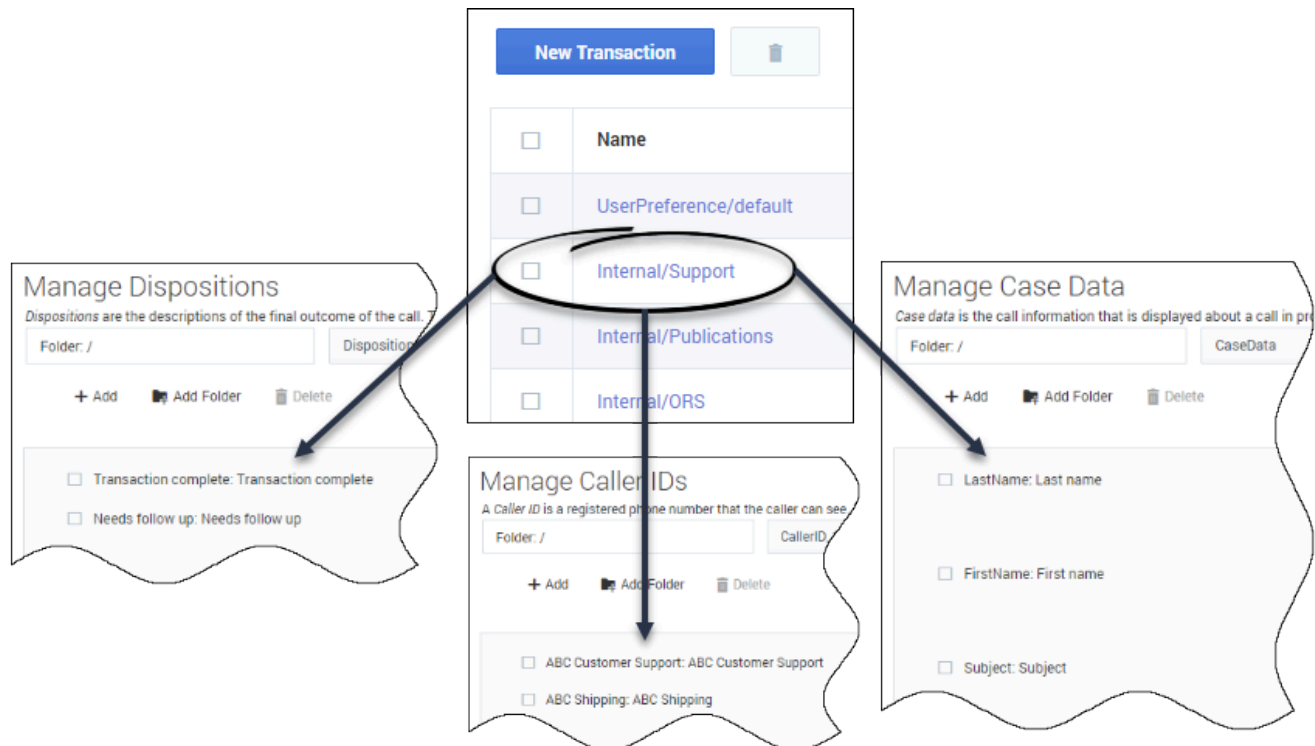 New Transaction
Name
UserPreference/default
Internal/Support
Internal/Publications
Internal/ORS
Manage Dispositions
Dispositions are the descriptions of the final outcome of the call.
Folder: /
Disposition
+ Add Add Folder Delete
Transaction complete: Transaction complete
Needs follow up: Needs follow up
Manage Caller IDs
A Caller ID is a registered phone number that the caller can see
Folder: /
CallerID
+ Add Add Folder Delete
ABC Customer Support: ABC Customer Support
ABC Shipping: ABC Shipping
Manage Case Data
Case data is the call information that is displayed about a call in pro
Folder: /
CaseData
+ Add Add Folder Delete
LastName: Last name
FirstName: First name
Subject: Subject